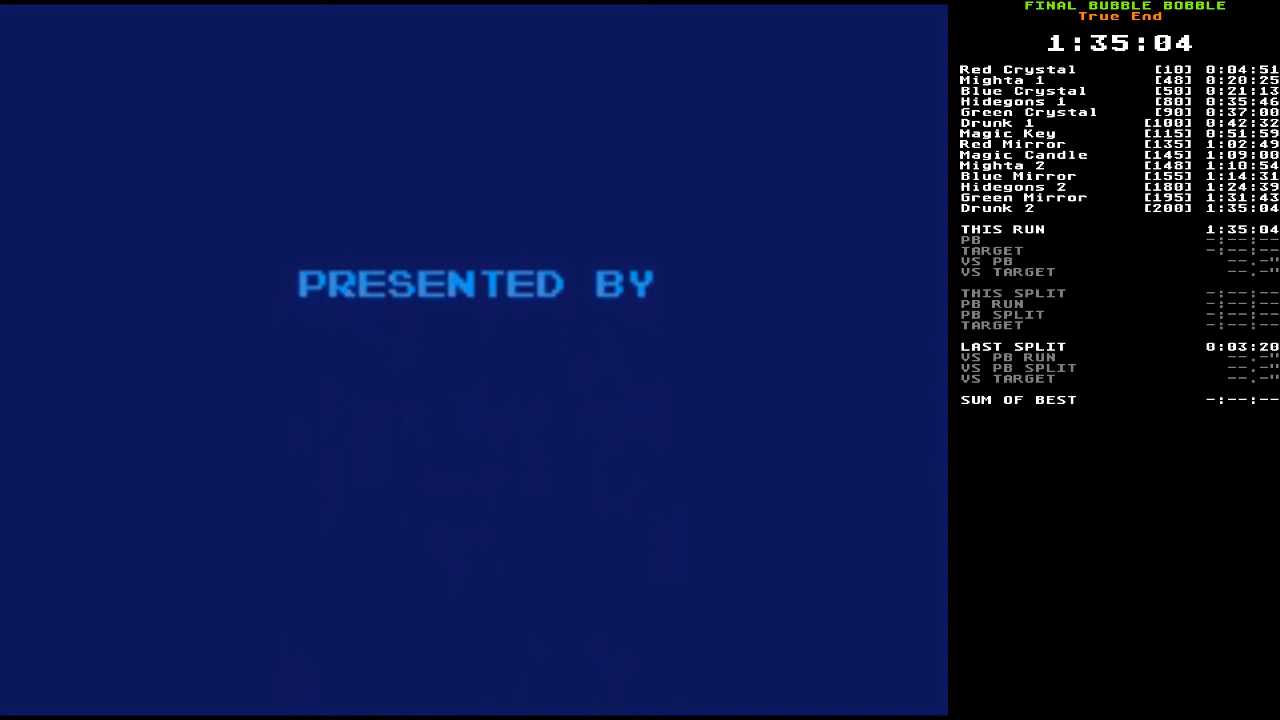 PRESENTED BY
FINAL BUBBLE BOBBLE
True End
1:35:04
Red Crystal [10] 0:04:51
Mighta 1 [48] 0:20:25
Blue Crystal [50] 0:21:13
Hidegons 1 [80] 0:35:46
Green Crystal [90] 0:37:00
Drunk 1 [100] 0:42:32
Magic Key [115] 0:51:59
Red Mirror [135] 1:02:49
Magic Candle [145] 1:09:00
Mighta 2 [148] 1:10:54
Blue Mirror [155] 1:14:31
Hidegons 2 [180] 1:24:39
Green Mirror [195] 1:31:43
Drunk 2 [200] 1:35:04
THIS RUN 1:35:04
PB -:--:--
TARGET -:--:--
VS PB --.-"
VS TARGET --.-"
THIS SPLIT -:--:--
PB RUN -:--:--
PB SPLIT -:--:--
TARGET -:--:--
LAST SPLIT 0:03:20
VS PB RUN --.-"
VS PB SPLIT --.-"
VS TARGET --.-"
SUM OF BEST -:--:--